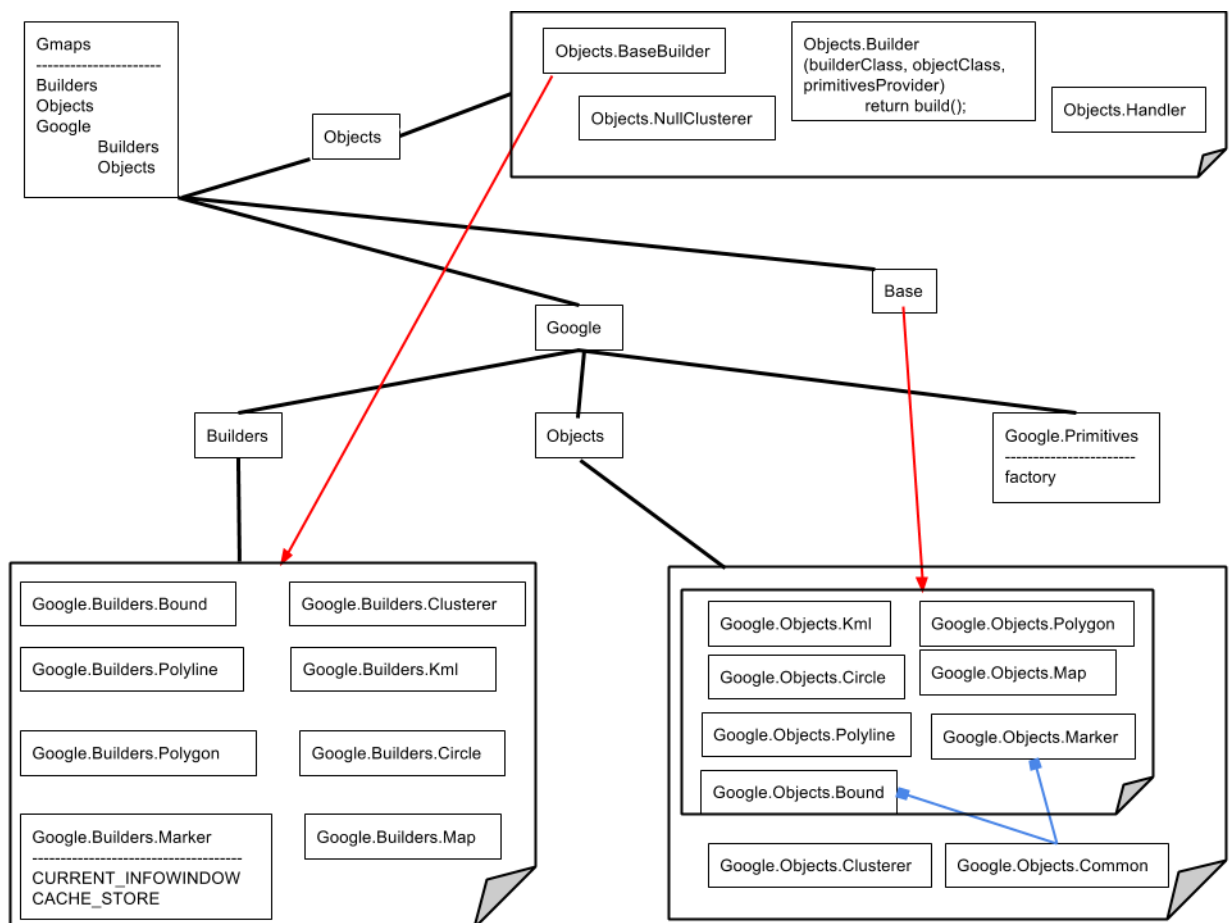 Gmaps
----------------------
Builders
Objects
Google
Builders
Objects
Objects
Objects.BaseBuilder
Objects.NullClusterer
Objects.Builder
(builderClass, objectClass,
primitivesProvider)
return build();
Objects.Handler
Base
Google
Builders
Objects
Google.Primitives
-----------------------
factory
Google.Builders.Bound
Google.Builders.Clusterer
Google.Builders.Polyline
Google.Builders.Kml
Google.Builders.Polygon
Google.Builders.Circle
Google.Builders.Marker
-------------------------------------
CURRENT_INFOWINDOW
CACHE_STORE
Google.Builders.Map
Google.Objects.Kml
Google.Objects.Polygon
Google.Objects.Circle
Google.Objects.Map
Google.Objects.Polyline
Google.Objects.Marker
Google.Objects.Bound
Google.Objects.Clusterer
Google.Objects.Common